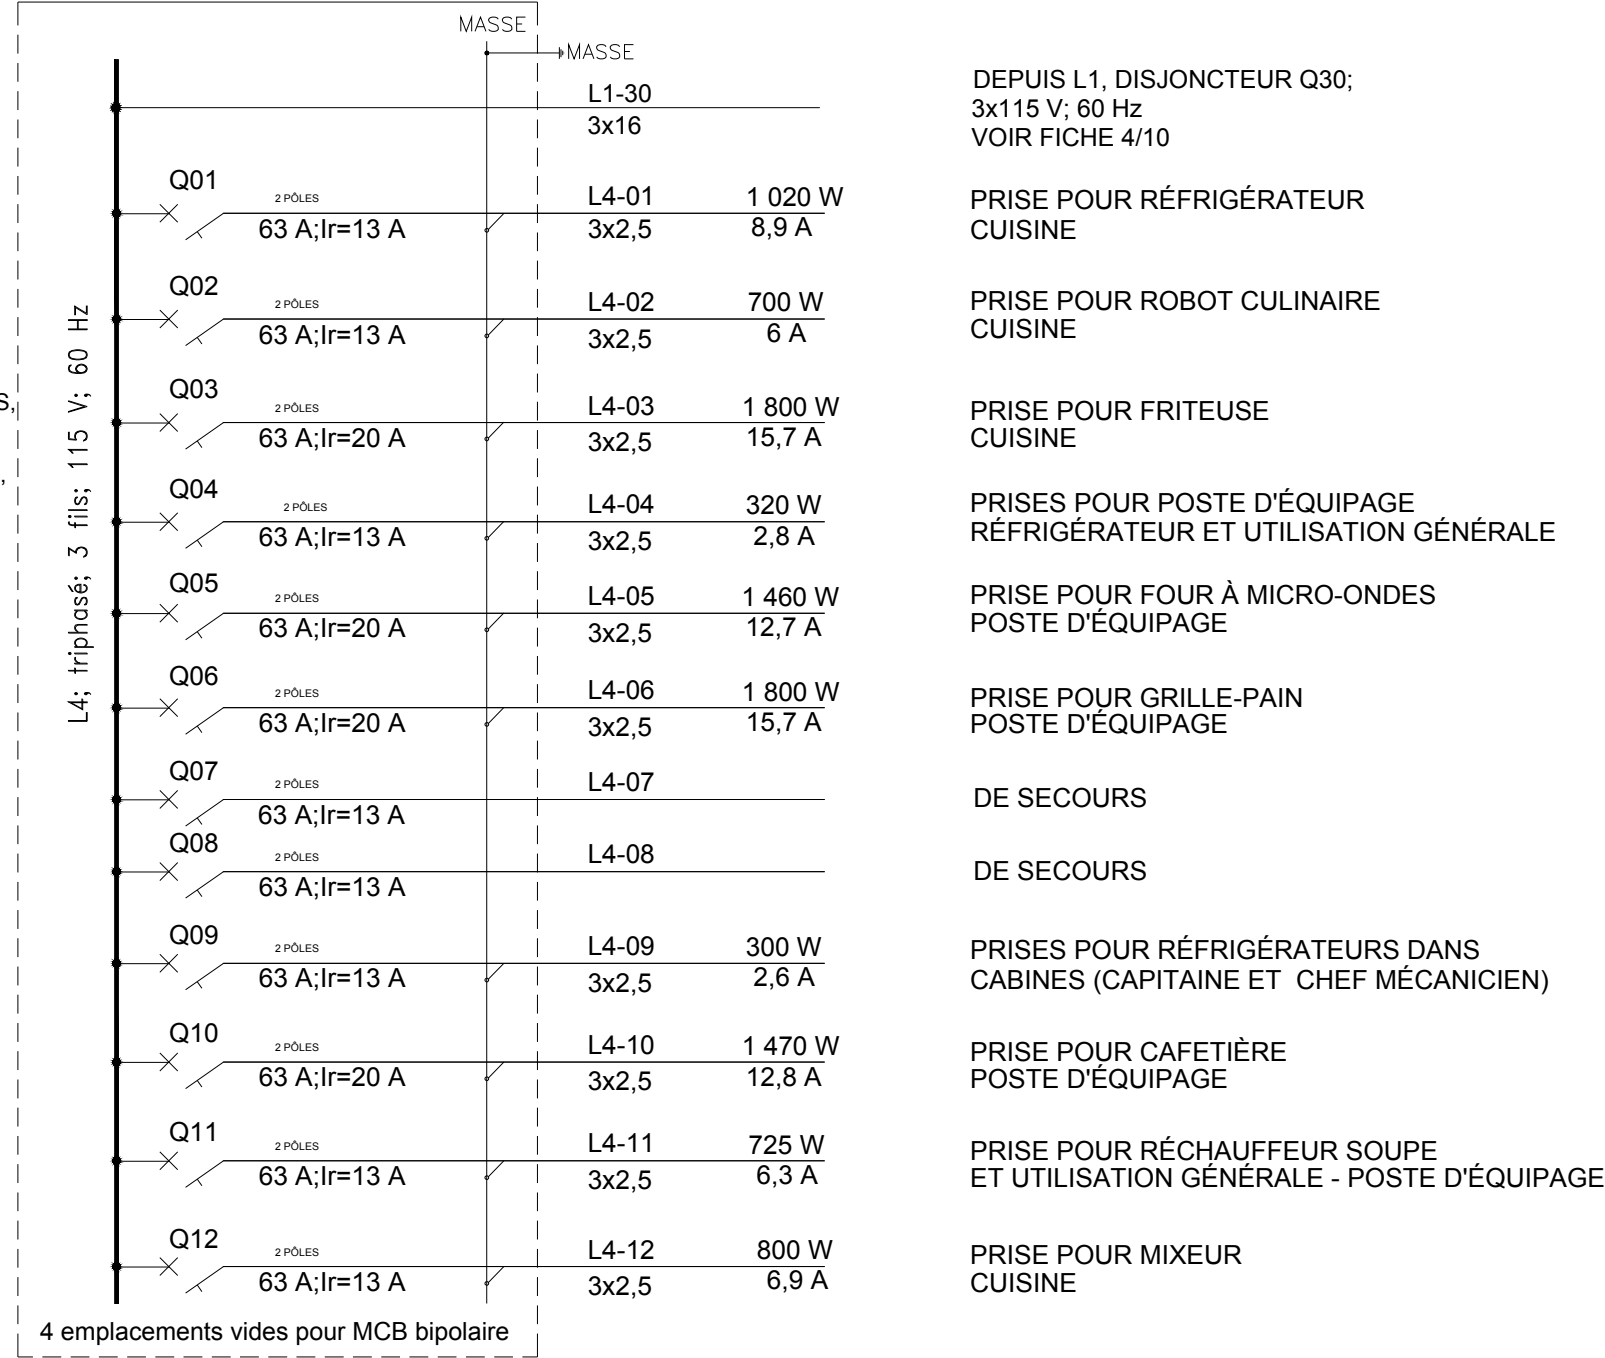 MASSE
MASSE
L1-30
3x16
DEPUIS L1, DISJONCTEUR Q30;
3x115 V; 60 Hz
VOIR FICHE 4/10
L4; triphasé; 3 fils; 115 V; 60 Hz
S,
,
Q01
2 PÔLES
63 A;Ir=13 A
L4-01
3x2,5
1 020 W
8,9 A
PRISE POUR RÉFRIGÉRATEUR
CUISINE
Q02
2 PÔLES
63 A;Ir=13 A
L4-02
3x2,5
700 W
6 A
PRISE POUR ROBOT CULINAIRE
CUISINE
Q03
2 PÔLES
63 A;Ir=20 A
L4-03
3x2,5
1 800 W
15,7 A
PRISE POUR FRITEUSE
CUISINE
Q04
2 PÔLES
63 A;Ir=13 A
L4-04
3x2,5
320 W
2,8 A
PRISES POUR POSTE D'ÉQUIPAGE
RÉFRIGÉRATEUR ET UTILISATION GÉNÉRALE
Q05
2 PÔLES
63 A;Ir=20 A
L4-05
3x2,5
1 460 W
12,7 A
PRISE POUR FOUR À MICRO-ONDES
POSTE D'ÉQUIPAGE
Q06
2 PÔLES
63 A;Ir=20 A
L4-06
3x2,5
1 800 W
15,7 A
PRISE POUR GRILLE-PAIN
POSTE D'ÉQUIPAGE
Q07
2 PÔLES
63 A;Ir=13 A
L4-07
DE SECOURS
Q08
2 PÔLES
63 A;Ir=13 A
L4-08
DE SECOURS
Q09
2 PÔLES
63 A;Ir=13 A
L4-09
3x2,5
300 W
2,6 A
PRISES POUR RÉFRIGÉRATEURS DANS
CABINES (CAPITAINE ET CHEF MÉCANICIEN)
Q10
2 PÔLES
63 A;Ir=20 A
L4-10
3x2,5
1 470 W
12,8 A
PRISE POUR CAFETIÈRE
POSTE D'ÉQUIPAGE
Q11
2 PÔLES
63 A;Ir=13 A
L4-11
3x2,5
725 W
6,3 A
PRISE POUR RÉCHAUFFEUR SOUPE
ET UTILISATION GÉNÉRALE - POSTE D'ÉQUIPAGE
Q12
2 PÔLES
63 A;Ir=13 A
L4-12
3x2,5
800 W
6,9 A
PRISE POUR MIXEUR
CUISINE
4 emplacements vides pour MCB bipolaire